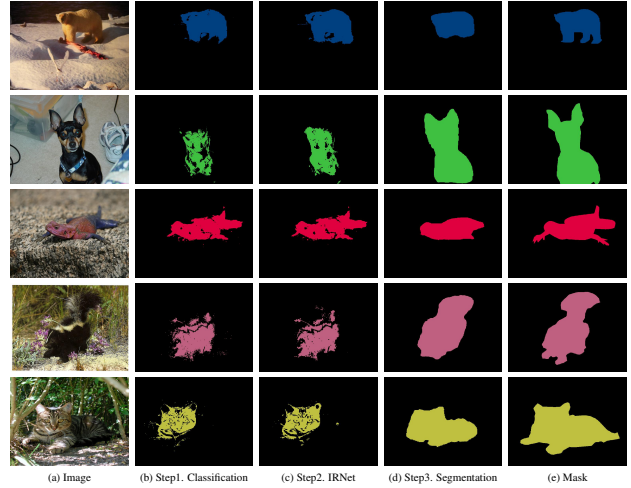 (a) Image (b) Step1. Classification (c) Step2. IRNet (d) Step3. Segmentation (e) Mask